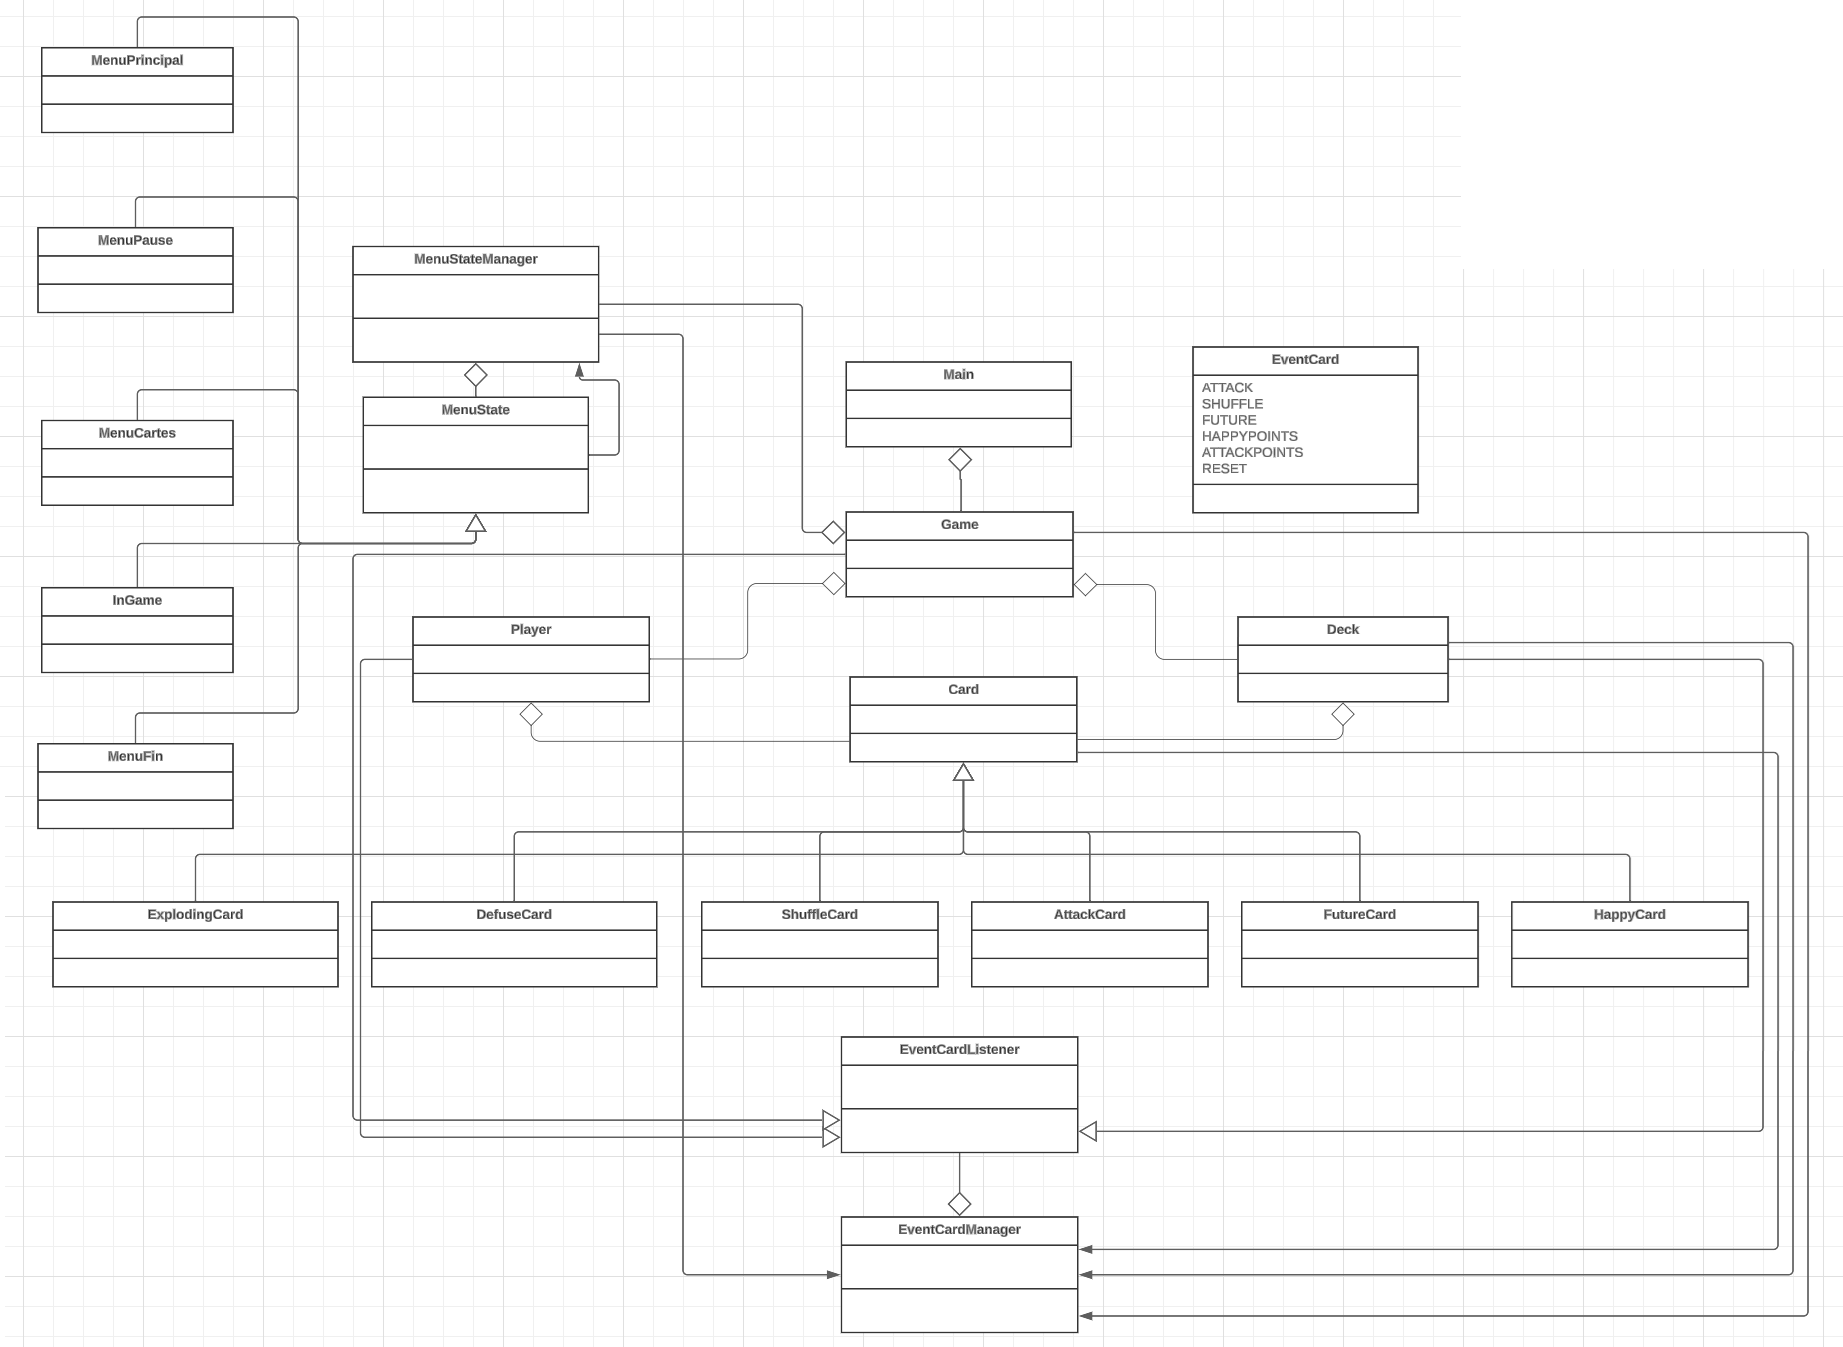 MenuPrincipal
MenuPause
MenuStateManager
EventCard
Main
ATTACK
SHUFFLE
FUTURE
HAPPYPOINTS
ATTACKPOINTS
RESET
MenuState
MenuCartes
Game
InGame
Player
Deck
Card
MenuFin
ExplodingCard
DefuseCard
ShuffleCard
AttackCard
FutureCard
HappyCard
EventCardListener
EventCardManager